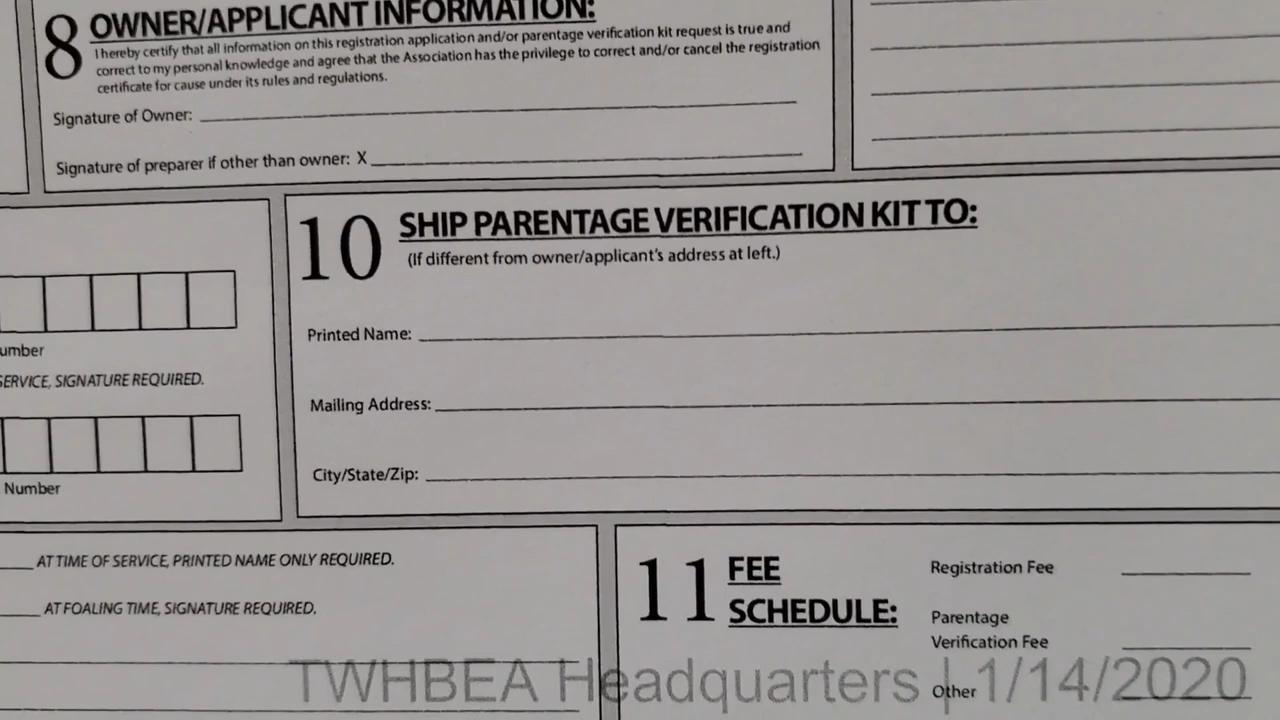 8 OWNER/APPLICANT INFORMATION:
I hereby certify that all information on this registration application and/or parentage verification kit request is true and
correct to my personal knowledge and agree that the Association has the privilege to correct and/or cancel the registration
certificate for cause under its rules and regulations.
Signature of Owner:
Signature of preparer if other than owner: X
umber
SERVICE, SIGNATURE REQUIRED.
Number
10 SHIP PARENTAGE VERIFICATION KIT TO:
(If different from owner/applicant's address at left.)
Printed Name:
Mailing Address:
City/State/Zip:
AT TIME OF SERVICE, PRINTED NAME ONLY REQUIRED.
AT FOALING TIME, SIGNATURE REQUIRED.
11 FEE
SCHEDULE:
Registration Fee
Parentage
Verification Fee
Other
TWHBEA Headquarters | 1/14/2020